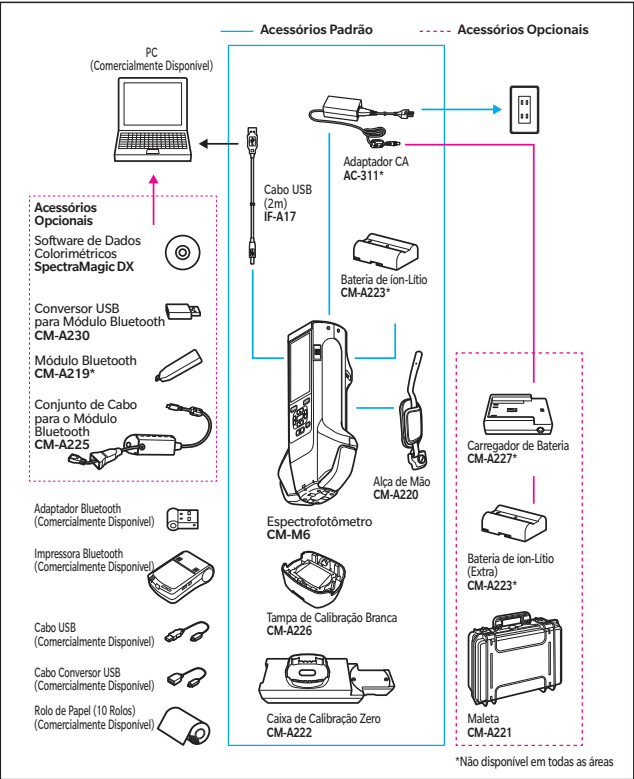 Acessórios Padrão
Acessórios Opcionais
PC
(Comercialmente Disponível)
Adaptador CA
AC-311*
Cabo USB
(2m)
IF-A17
Acessórios
Opcionais
Software de Dados
Colorimétricos
SpectraMagic DX
Bateria de íon-Lítio
CM-A223*
Conversor USB
para Módulo Bluetooth
CM-A230
Módulo Bluetooth
CM-A219*
Conjunto de Cabo
para o Módulo
Bluetooth
CM-A225
Carregador de Bateria
CM-A227*
Alça de Mão
CM-A220
Adaptador Bluetooth
(Comercialmente Disponível)
Espectrofotômetro
CM-M6
Impressora Bluetooth
(Comercialmente Disponível)
Bateria de íon-Lítio
(Extra)
CM-A223*
Tampa de Calibração Branca
CM-A226
Cabo USB
(Comercialmente Disponível)
Cabo Conversor USB
(Comercialmente Disponível)
Rolo de Papel (10 Rolos)
(Comercialmente Disponível)
Caixa de Calibração Zero
CM-A222
Maleta
CM-A221
*Não disponível em todas as áreas